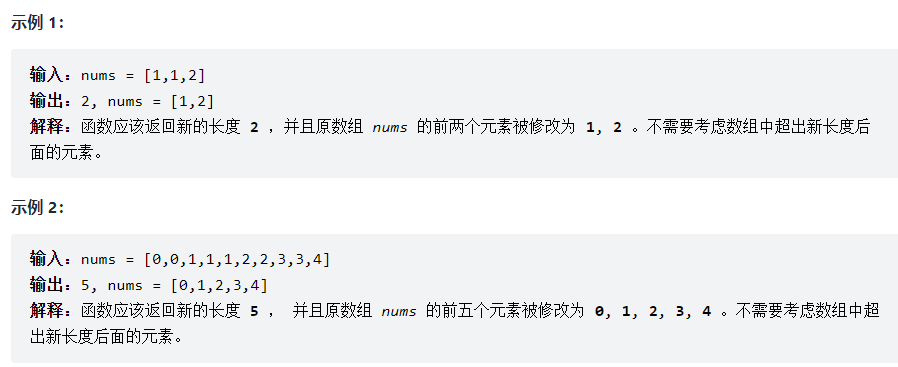 示例 1：
输入：nums = [1,1,2]
输出：2, nums = [1,2]
解释：函数应该返回新的长度 2 ，并且原数组 nums 的前两个元素被修改为 1, 2 。不需要考虑数组中超出新长度后
面的元素。
示例 2：
输入：nums = [0,0,1,1,1,2,2,3,3,4]
输出：5, nums = [0,1,2,3,4]
解释：函数应该返回新的长度 5 ， 并且原数组 nums 的前五个元素被修改为 0, 1, 2, 3, 4 。不需要考虑数组中超
出新长度后面的元素。